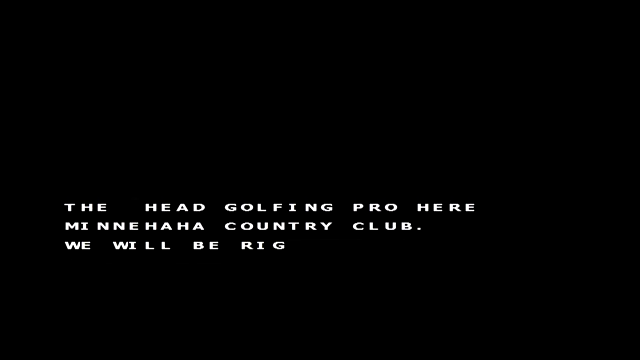 THE HEAD GOLFING PRO HERE
MINNEHAHA COUNTRY CLUB.
WE WILL BE RIG